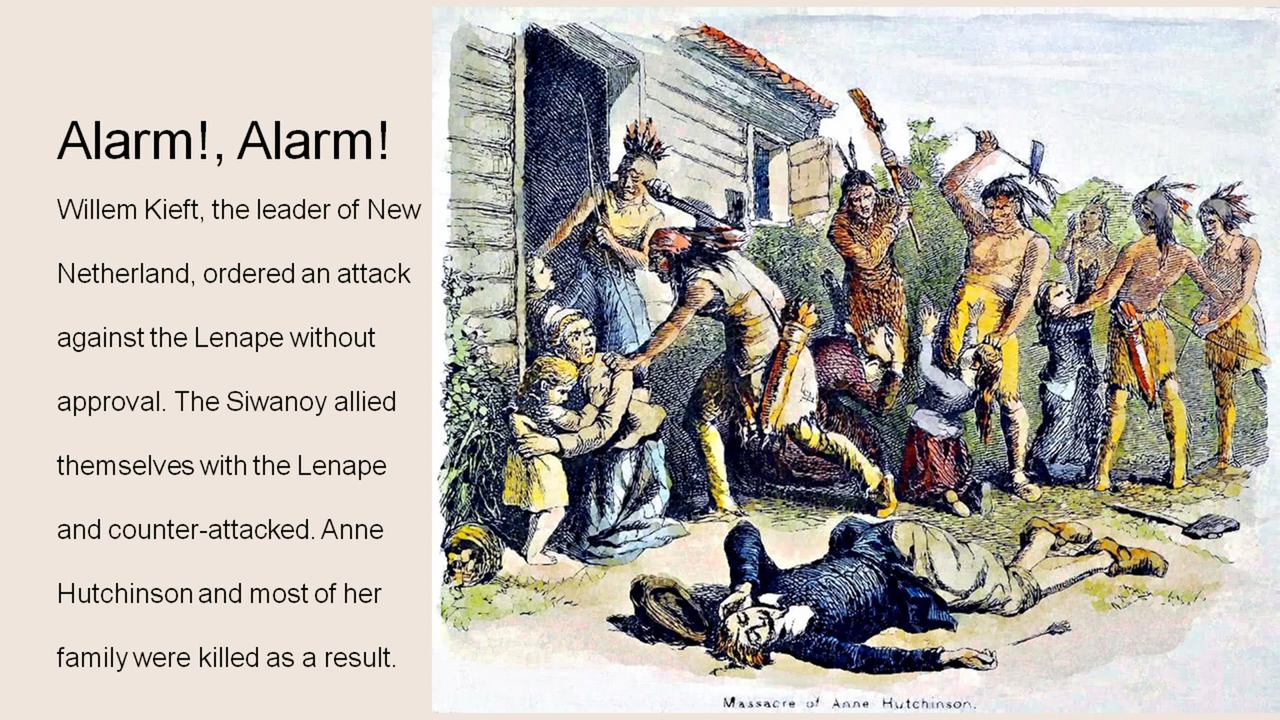 Alarm!, Alarm!
Willem Kieft, the leader of New
Netherland, ordered an attack
against the Lenape without
approval. The Siwanoy allied
themselves with the Lenape
and counter-attacked. Anne
Hutchinson and most of her
family were killed as a result.
Massacre of Anne Hutchinson.